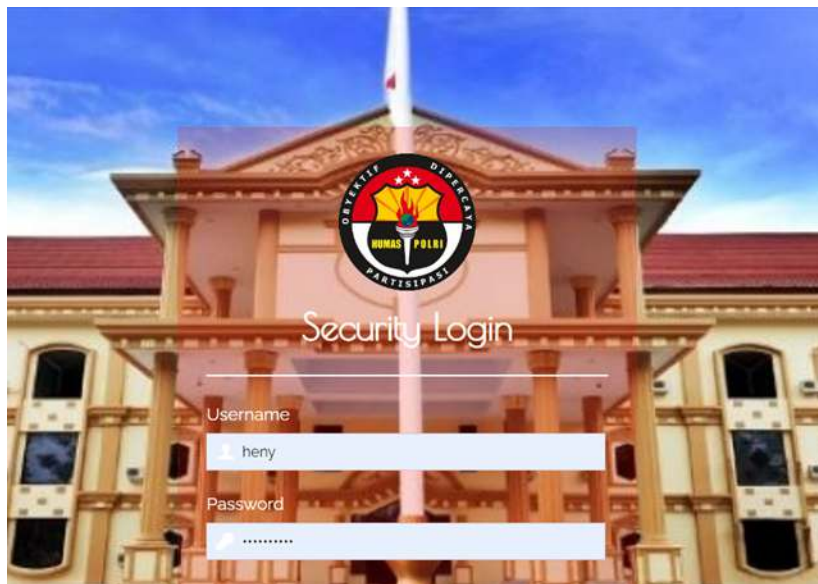 OBYEKTIF DIPERCAYA
HUMAS POLRI
PARTISIPASI
Security Login
Username
heny
Password
••••••••••